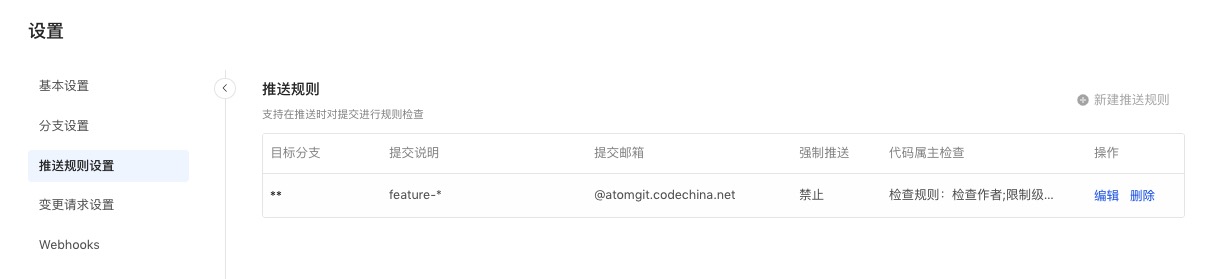 设置
基本设置
分支设置
推送规则设置
变更请求设置
Webhooks
推送规则
支持在推送时对提交进行规则检查
新建推送规则
目标分支 提交说明 提交邮箱 强制推送 代码属主检查 操作
** feature-* @atomgit.codechina.net 禁止 检查规则：检查作者;限制级... 编辑 删除